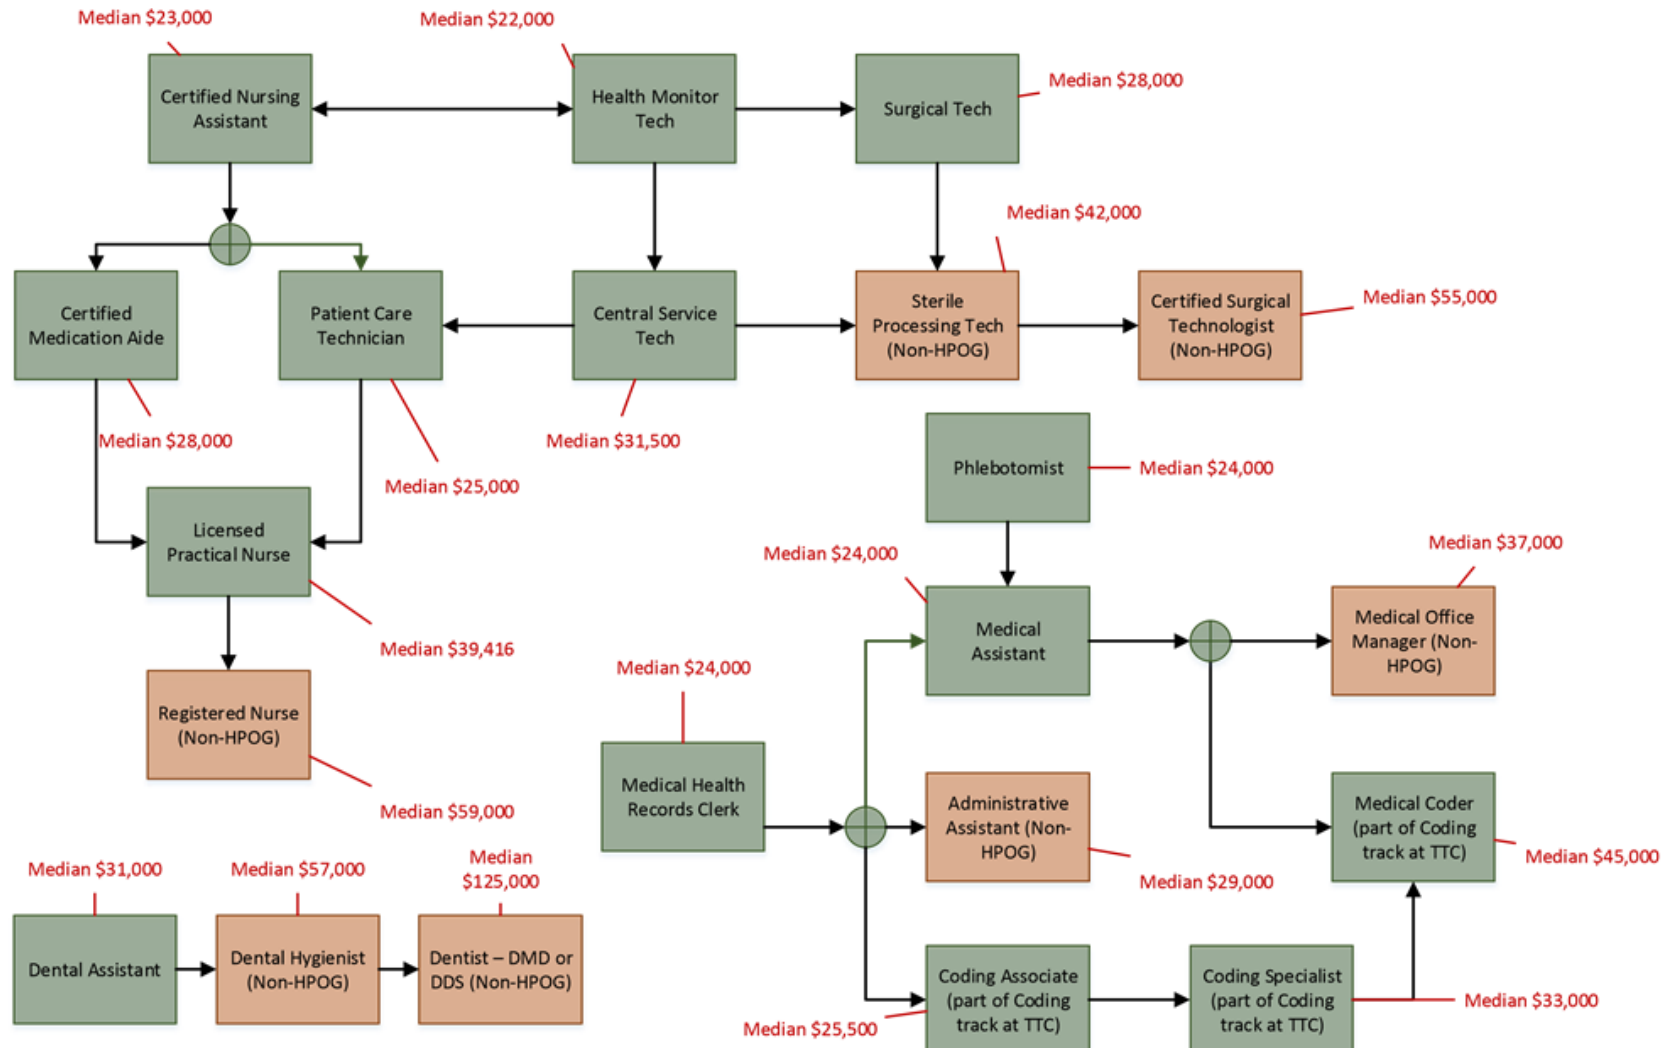 Median $23,000
Median $22,000
Certified Nursing
Assistant
Health Monitor
Tech
Surgical Tech
Median $28,000
Median $42,000
Certified
Medication Aide
Patient Care
Technician
Central Service
Tech
Sterile
Processing Tech
(Non-HPOG)
Certified Surgical
Technologist
(Non-HPOG)
Median $55,000
Median $28,000
Median $25,000
Median $31,500
Licensed
Practical Nurse
Median $39,416
Registered Nurse
(Non-HPOG)
Median $59,000
Phlebotomist
Median $24,000
Median $24,000
Medical
Assistant
Median $37,000
Medical Office
Manager (Non-
HPOG)
Median $24,000
Medical Health
Records Clerk
Administrative
Assistant (Non-
HPOG)
Median $29,000
Medical Coder
(part of Coding
track at TTC)
Median $45,000
Median $31,000
Median $57,000
Median
$125,000
Dental Assistant
Dental Hygienist
(Non-HPOG)
Dentist – DMD or
DDS (Non-HPOG)
Median $25,500
Coding Associate
(part of Coding
track at TTC)
Coding Specialist
(part of Coding
track at TTC)
Median $33,000